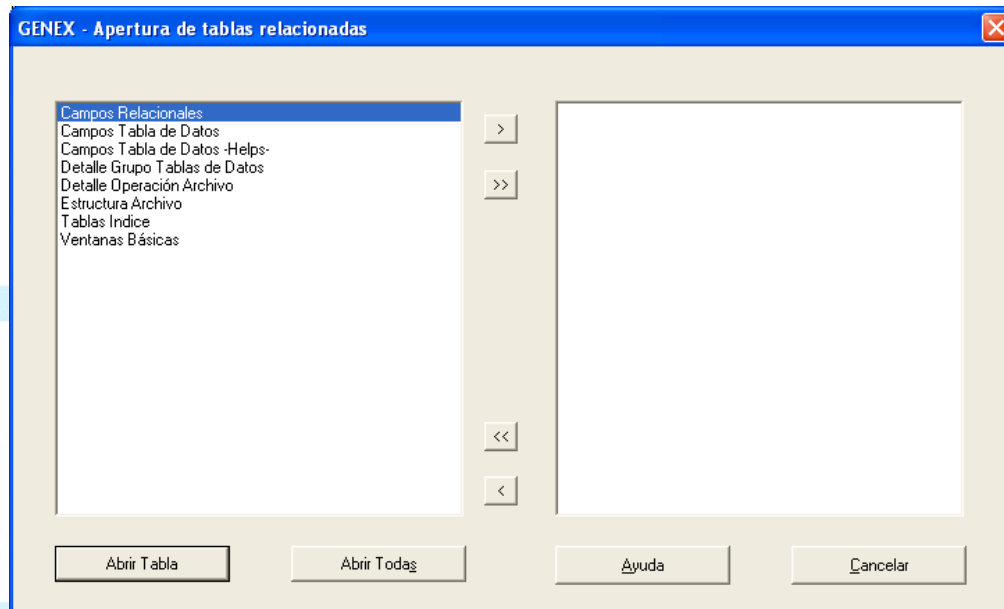 GENEX - Apertura de tablas relacionadas
Campos Relacionales
Campos Tabla de Datos
Campos Tabla de Datos -Helps-
Detalle Grupo Tablas de Datos
Detalle Operación Archivo
Estructura Archivo
Tablas Indice
Ventanas Básicas
>
>>
<<
<
Abrir Tabla
Abrir Todas
Ayuda
Cancelar